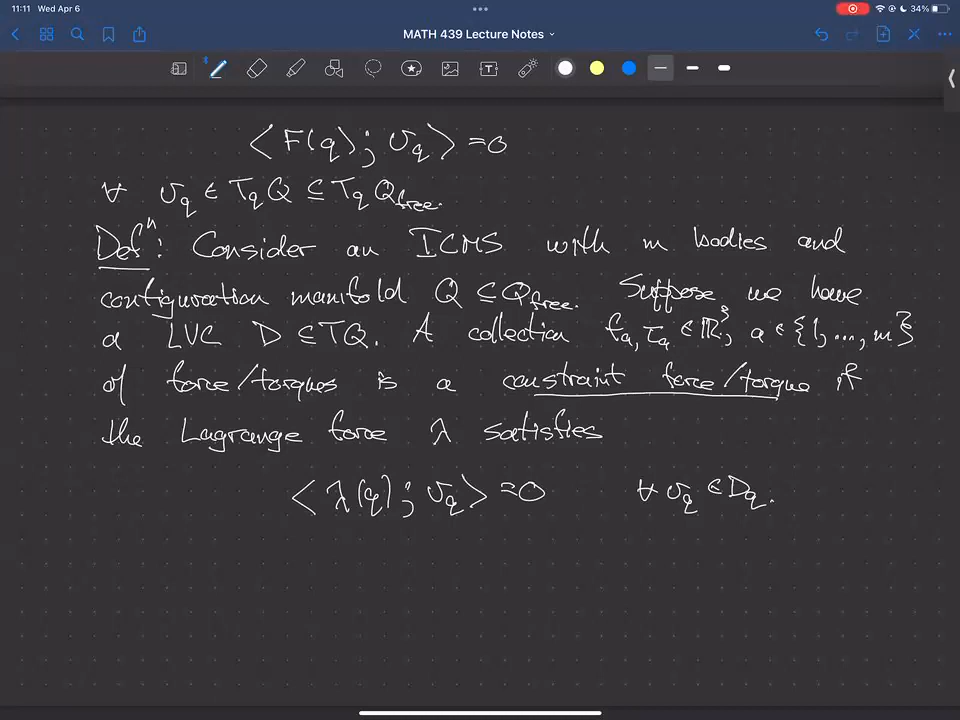 11:11 Wed Apr 6
34%
MATH 439 Lecture Notes
⟨F(q); v_q⟩ = 0
∀ v_q ∈ T_q Q ⊆ T_q Q_free.
Defⁿ: Consider an ICMS with m bodies and
configuration manifold Q ⊆ Q_free. Suppose we have
a LVC D ⊆ TQ. A collection f_a, τ_a ∈ ℝ³, a ∈ {1, ..., m}
of force/torques is a constraint force/torque if
the Lagrange force λ satisfies
⟨λ(q); v_q⟩ = 0 ∀ v_q ∈ D_q.